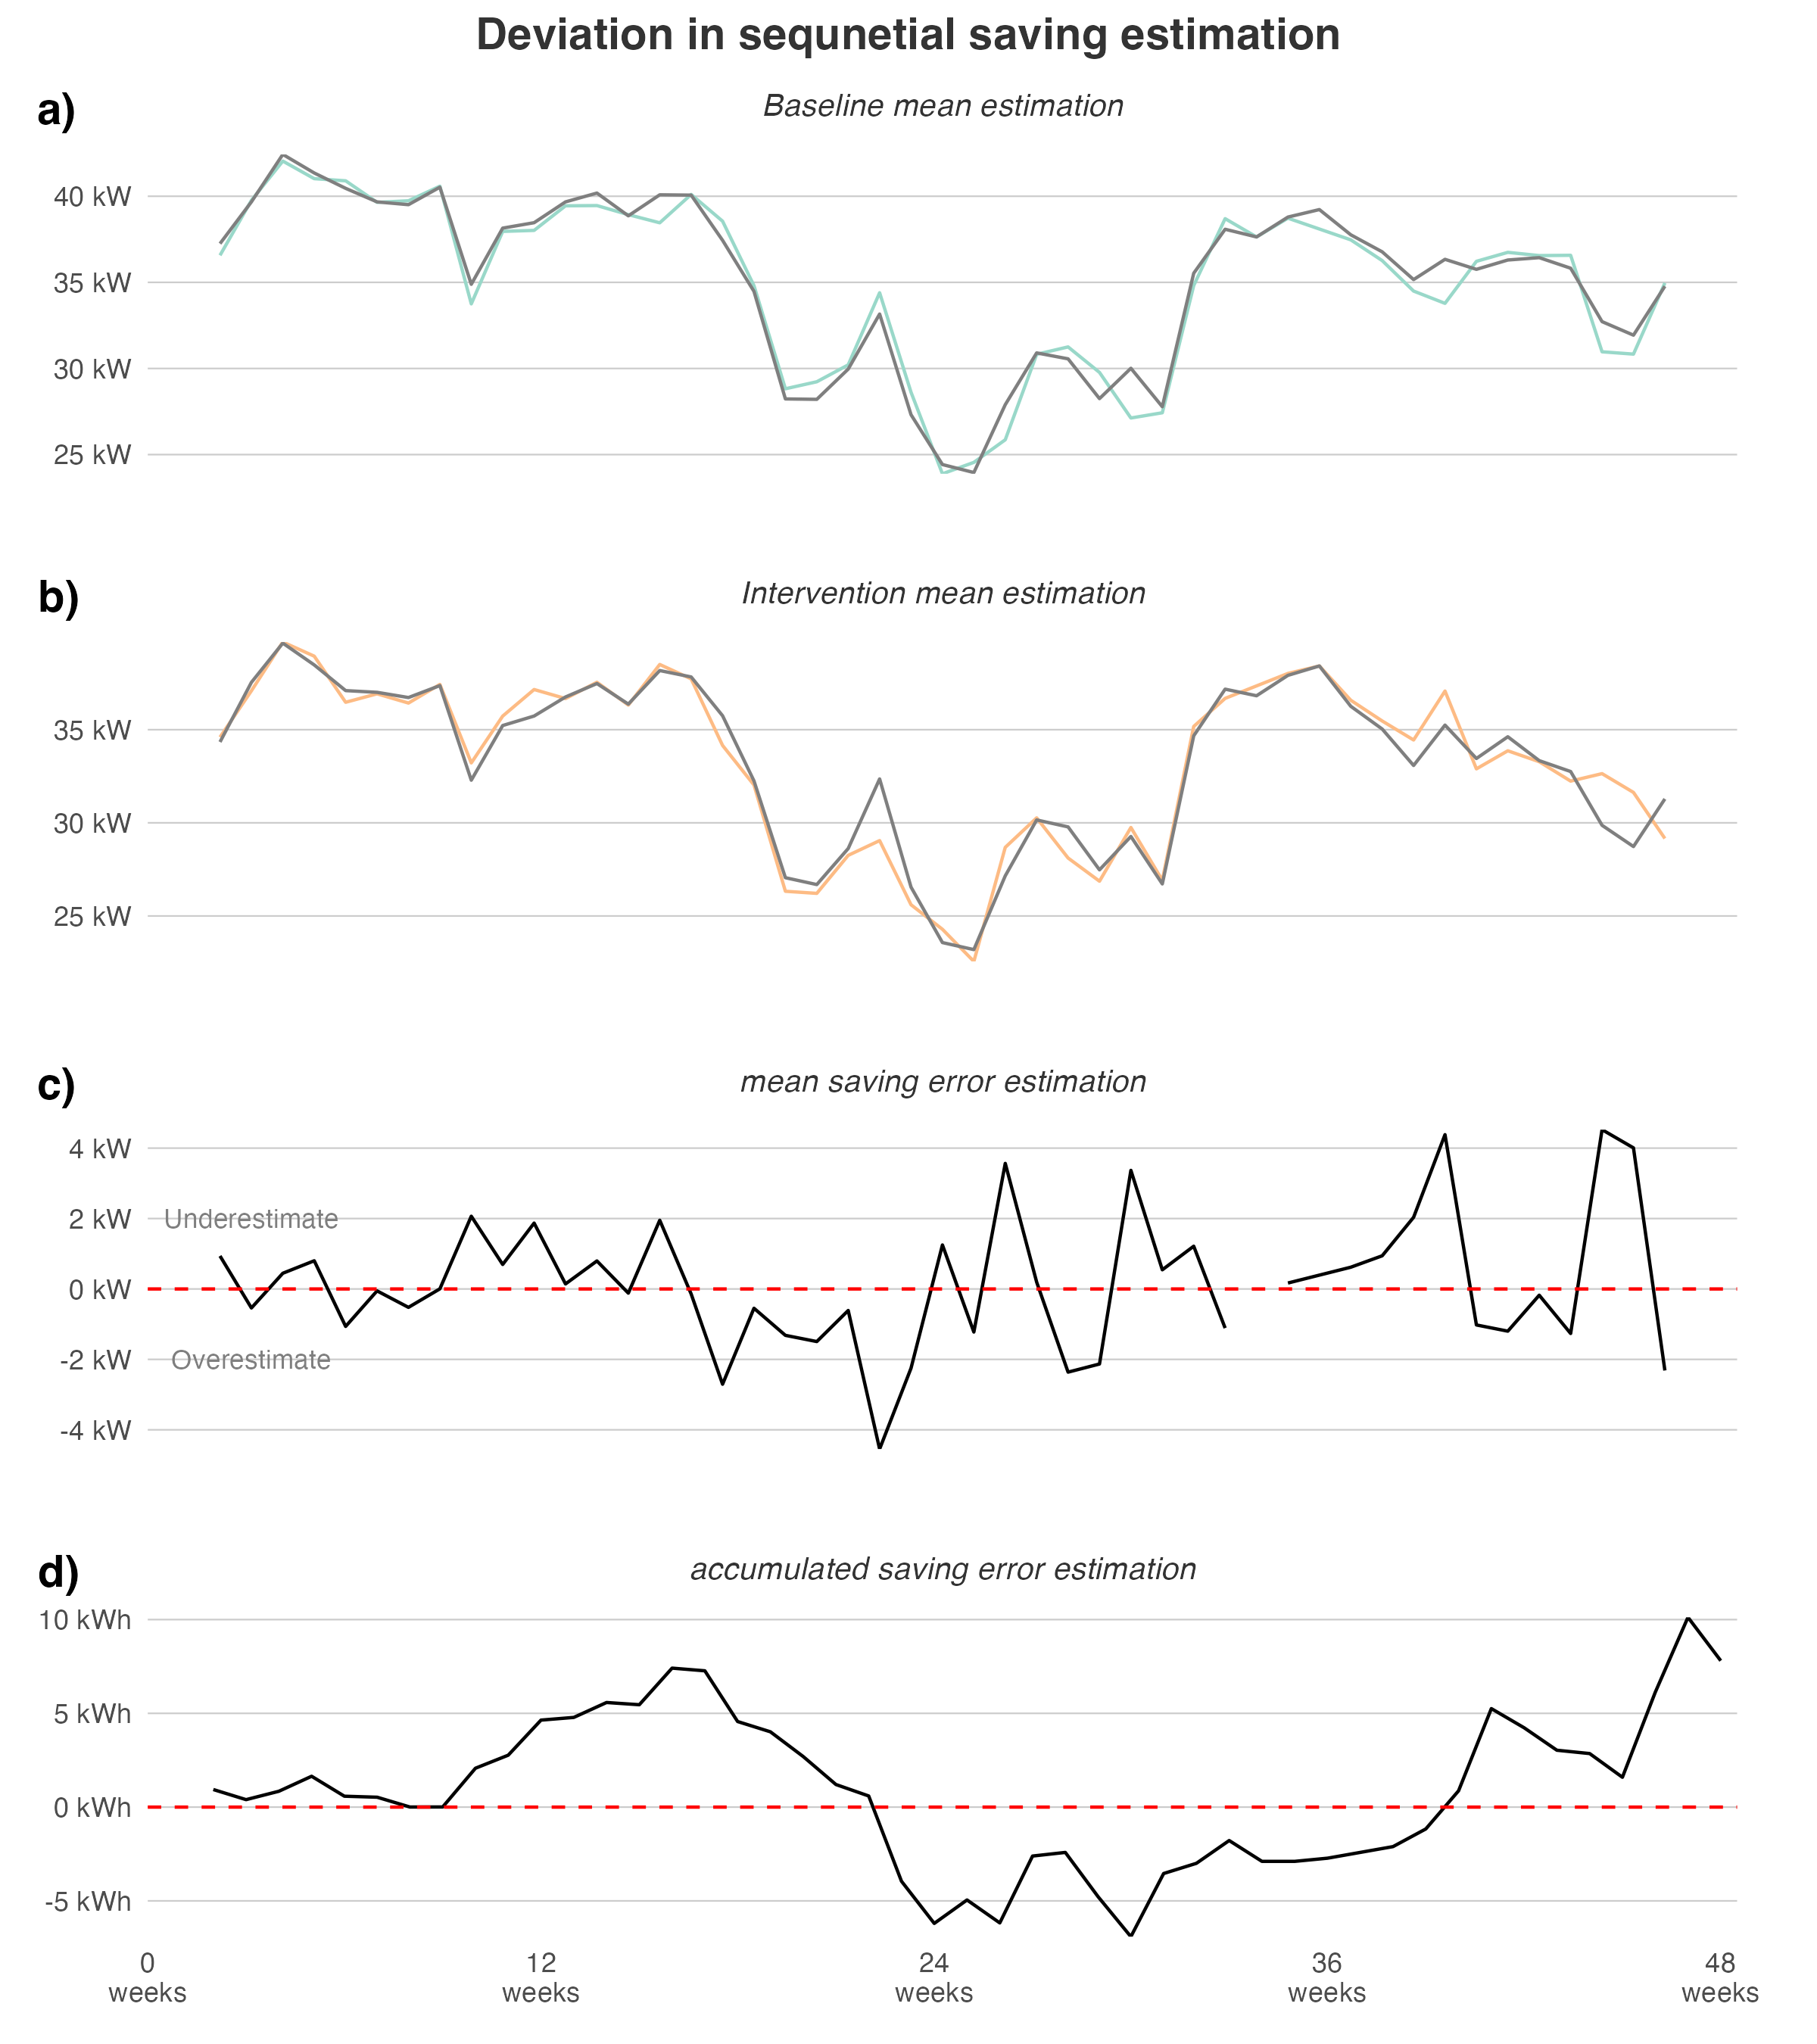 Deviation in sequnetial saving estimation
a)
Baseline mean estimation
40 kW
35 kW
30 kW
25 kW
b)
Intervention mean estimation
35 kW
30 kW
25 kW
c)
mean saving error estimation
4 kW
2 kW
Underestimate
0 kW
-2 kW
Overestimate
-4 kW
d)
accumulated saving error estimation
10 kWh
5 kWh
0 kWh
-5 kWh
0 12 24 36 48
weeks weeks weeks weeks weeks